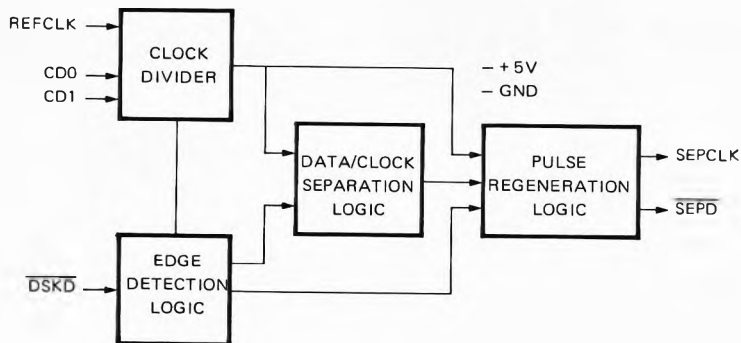 REFCLK
CD0
CD1
CLOCK
DIVIDER
– +5V
– GND
DATA/CLOCK
SEPARATION
LOGIC
PULSE
REGENERATION
LOGIC
SEPCLK
SEPD
DSKD
EDGE
DETECTION
LOGIC